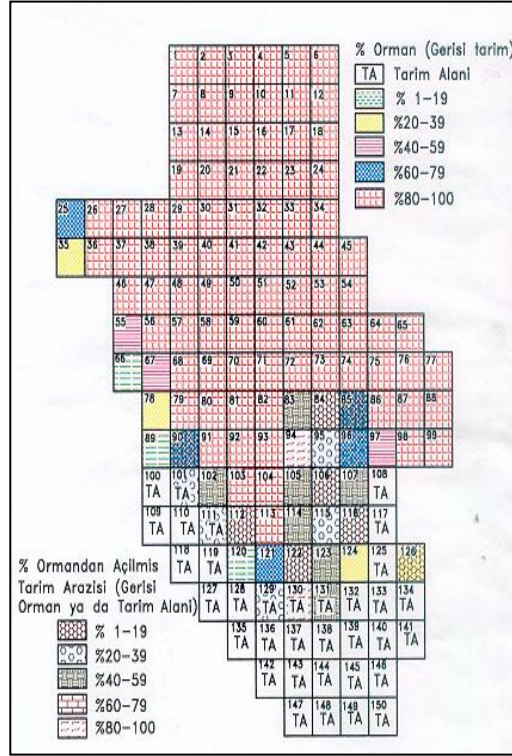 % Orman (Gerisi tarim)
TA Tarim Alani
% 1-19
%20-39
%40-59
%60-79
%80-100
1 2 3 4 5 6
7 8 9 10 11 12
13 14 15 16 17 18
19 20 21 22 23 24
25 26 27 28 29 30 31 32 33 34
35 36 37 38 39 40 41 42 43 44 45
46 47 48 49 50 51 52 53 54
55 56 57 58 59 60 61 62 63 64 65
66 67 68 69 70 71 72 73 74 75 76 77
78 79 80 81 82 83 84 85 86 87 88
89 90 91 92 93 94 95 96 97 98 99
100 101 102 103 104 105 106 107 108
TA TA TA
109 110 111 112 113 114 115 116 117
TA TA TA TA
118 119 120 121 122 123 124 125 126
TA TA TA
127 128 129 130 131 132 133 134
TA TA TA TA TA TA TA TA
135 136 137 138 139 140 141
TA TA TA TA TA TA TA
142 143 144 145 146
TA TA TA TA TA
147 148 149 150
TA TA TA TA
% Ormandan Açilmis
Tarim Arazisi (Gerisi
Orman ya da Tarim Alani)
% 1-19
%20-39
%40-59
%60-79
%80-100